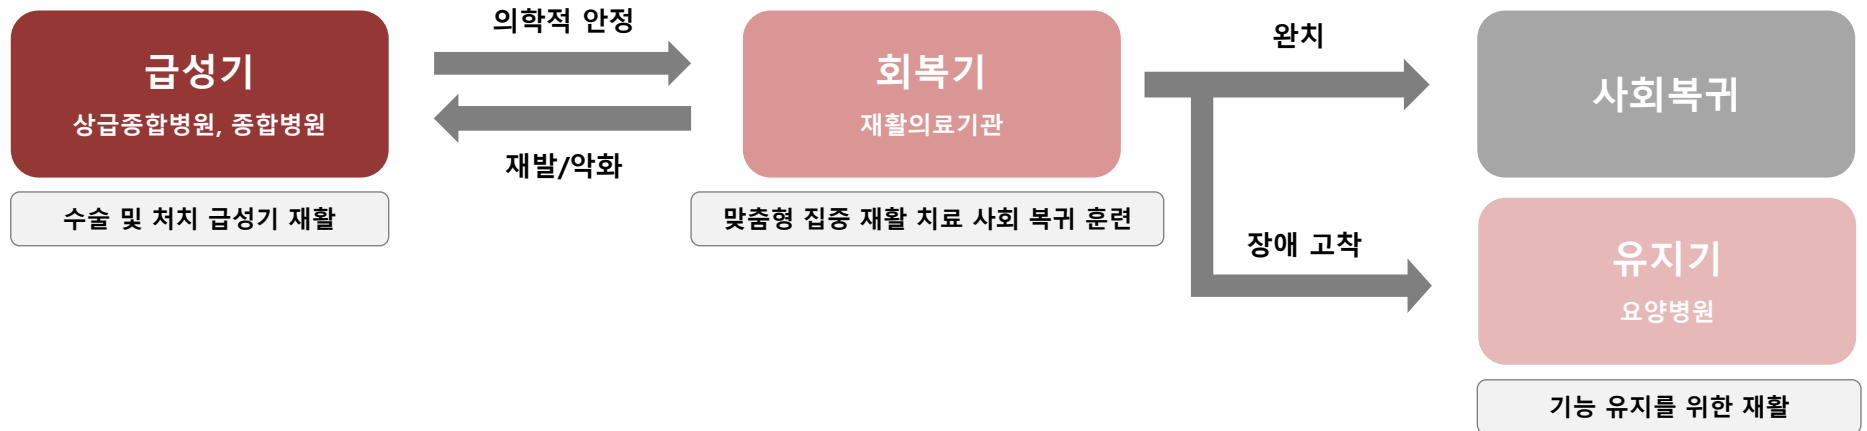 급성기
상급종합병원, 종합병원
수술 및 처치 급성기 재활
의학적 안정
재발/악화
회복기
재활의료기관
맞춤형 집중 재활 치료 사회 복귀 훈련
완치
장애 고착
사회복귀
유지기
요양병원
기능 유지를 위한 재활